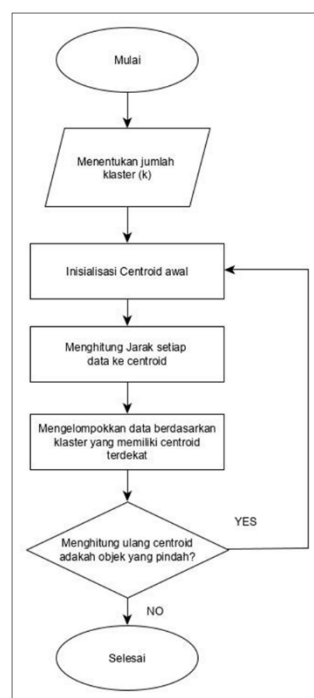 Mulai
Menentukan jumlah
klaster (k)
Inisialisasi Centroid awal
Menghitung Jarak setiap
data ke centroid
Mengelompokkan data berdasarkan
klaster yang memiliki centroid
terdekat
Menghitung ulang centroid
adakah objek yang pindah?
YES
NO
Selesai